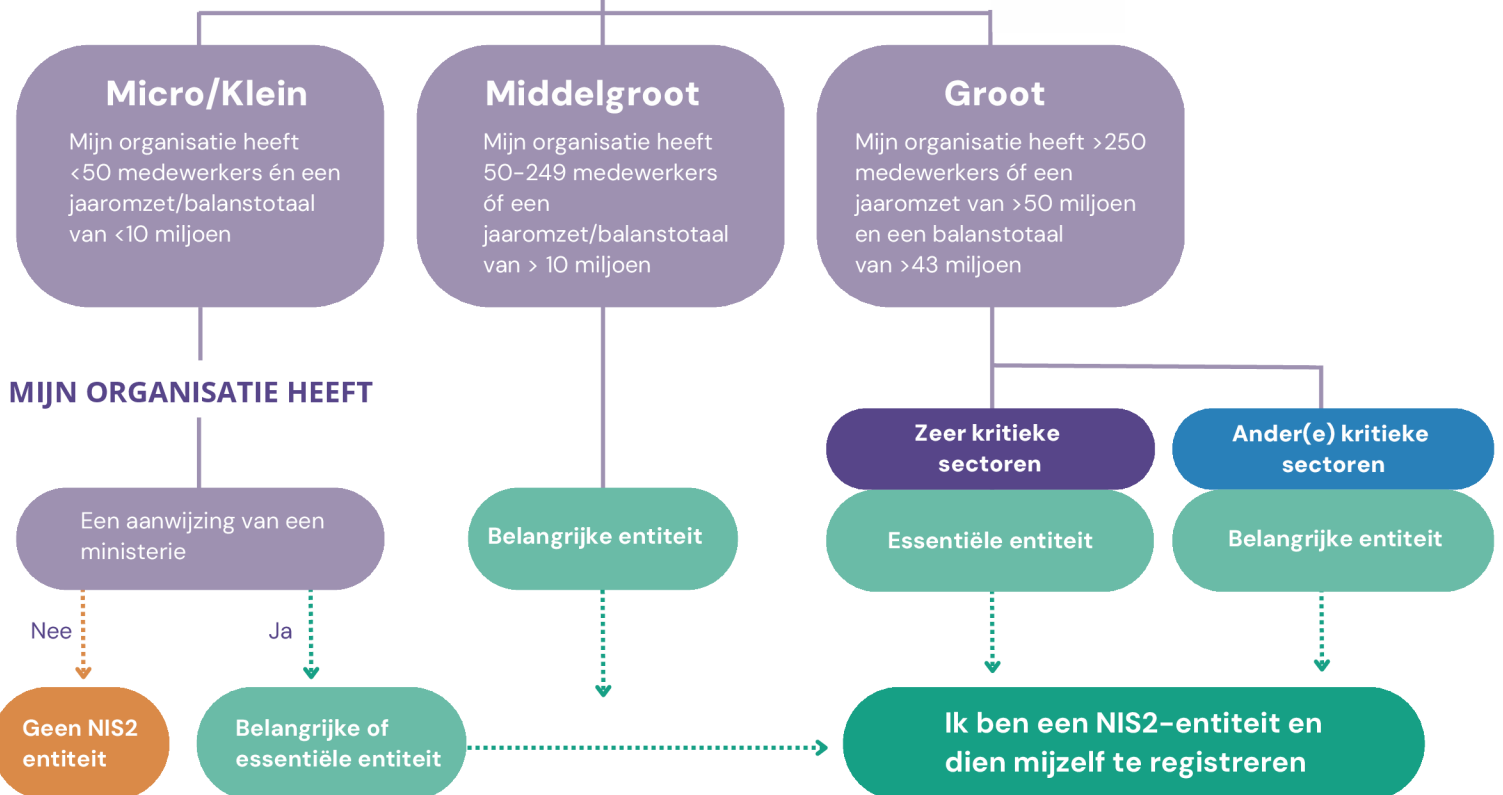 Micro/Klein
Mijn organisatie heeft
<50 medewerkers én een
jaaromzet/balanstotaal
van <10 miljoen
Middelgroot
Mijn organisatie heeft
50-249 medewerkers
óf een
jaaromzet/balanstotaal
van > 10 miljoen
Groot
Mijn organisatie heeft >250
medewerkers óf een
jaaromzet van >50 miljoen
en een balanstotaal
van >43 miljoen
MIJN ORGANISATIE HEEFT
Zeer kritieke
sectoren
Ander(e) kritieke
sectoren
Een aanwijzing van een
ministerie
Belangrijke entiteit
Essentiële entiteit
Belangrijke entiteit
Nee
Ja
Geen NIS2
entiteit
Belangrijke of
essentiële entiteit
Ik ben een NIS2-entiteit en
dien mijzelf te registreren